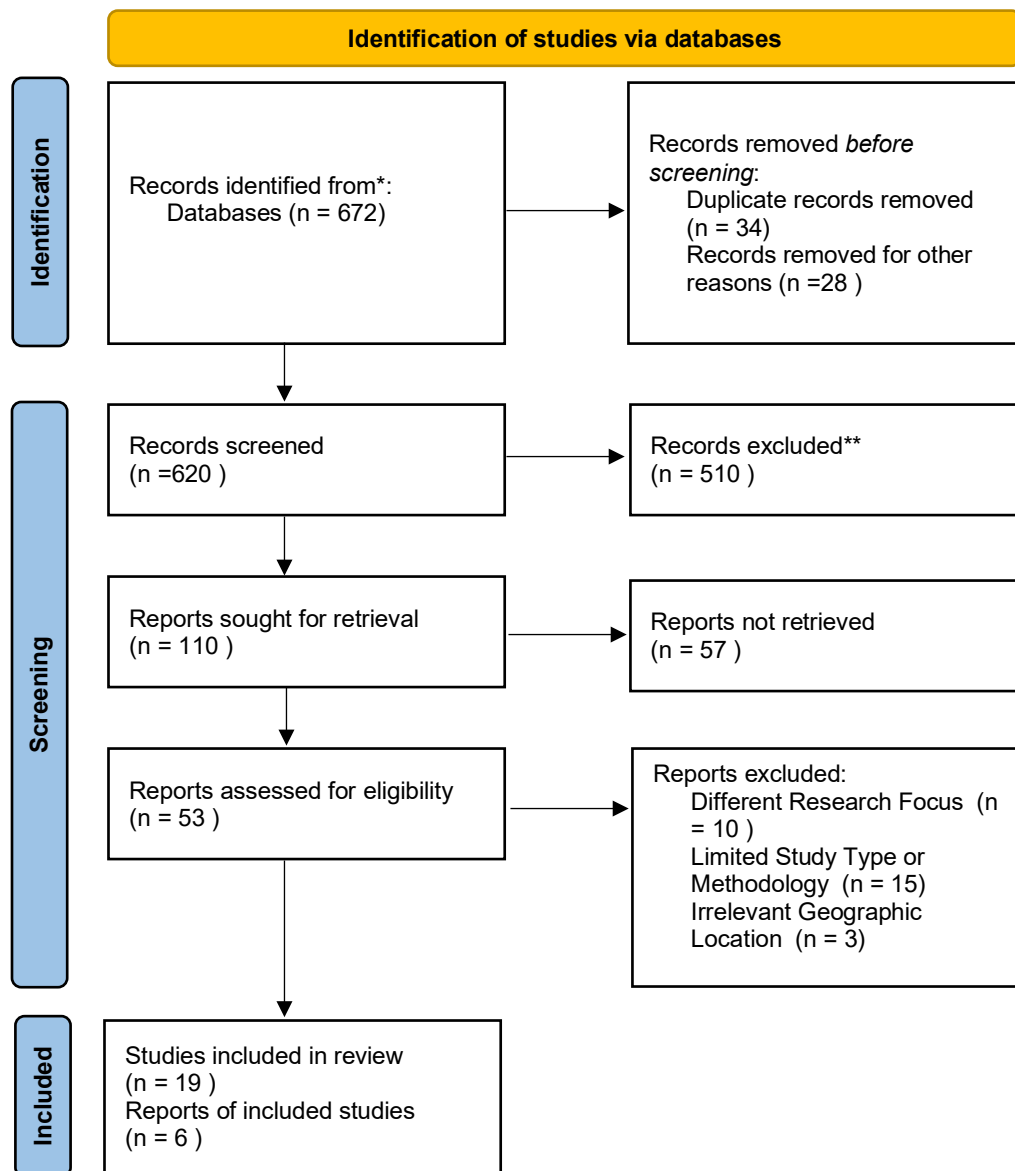 Identification of studies via databases
Identification
Records identified from*:
Databases (n = 672)
Records removed before
screening:
Duplicate records removed
(n = 34)
Records removed for other
reasons (n =28 )
Screening
Records screened
(n =620 )
Records excluded**
(n = 510 )
Reports sought for retrieval
(n = 110 )
Reports not retrieved
(n = 57 )
Reports assessed for eligibility
(n = 53 )
Reports excluded:
Different Research Focus (n
= 10 )
Limited Study Type or
Methodology (n = 15)
Irrelevant Geographic
Location (n = 3)
Included
Studies included in review
(n = 19 )
Reports of included studies
(n = 6 )